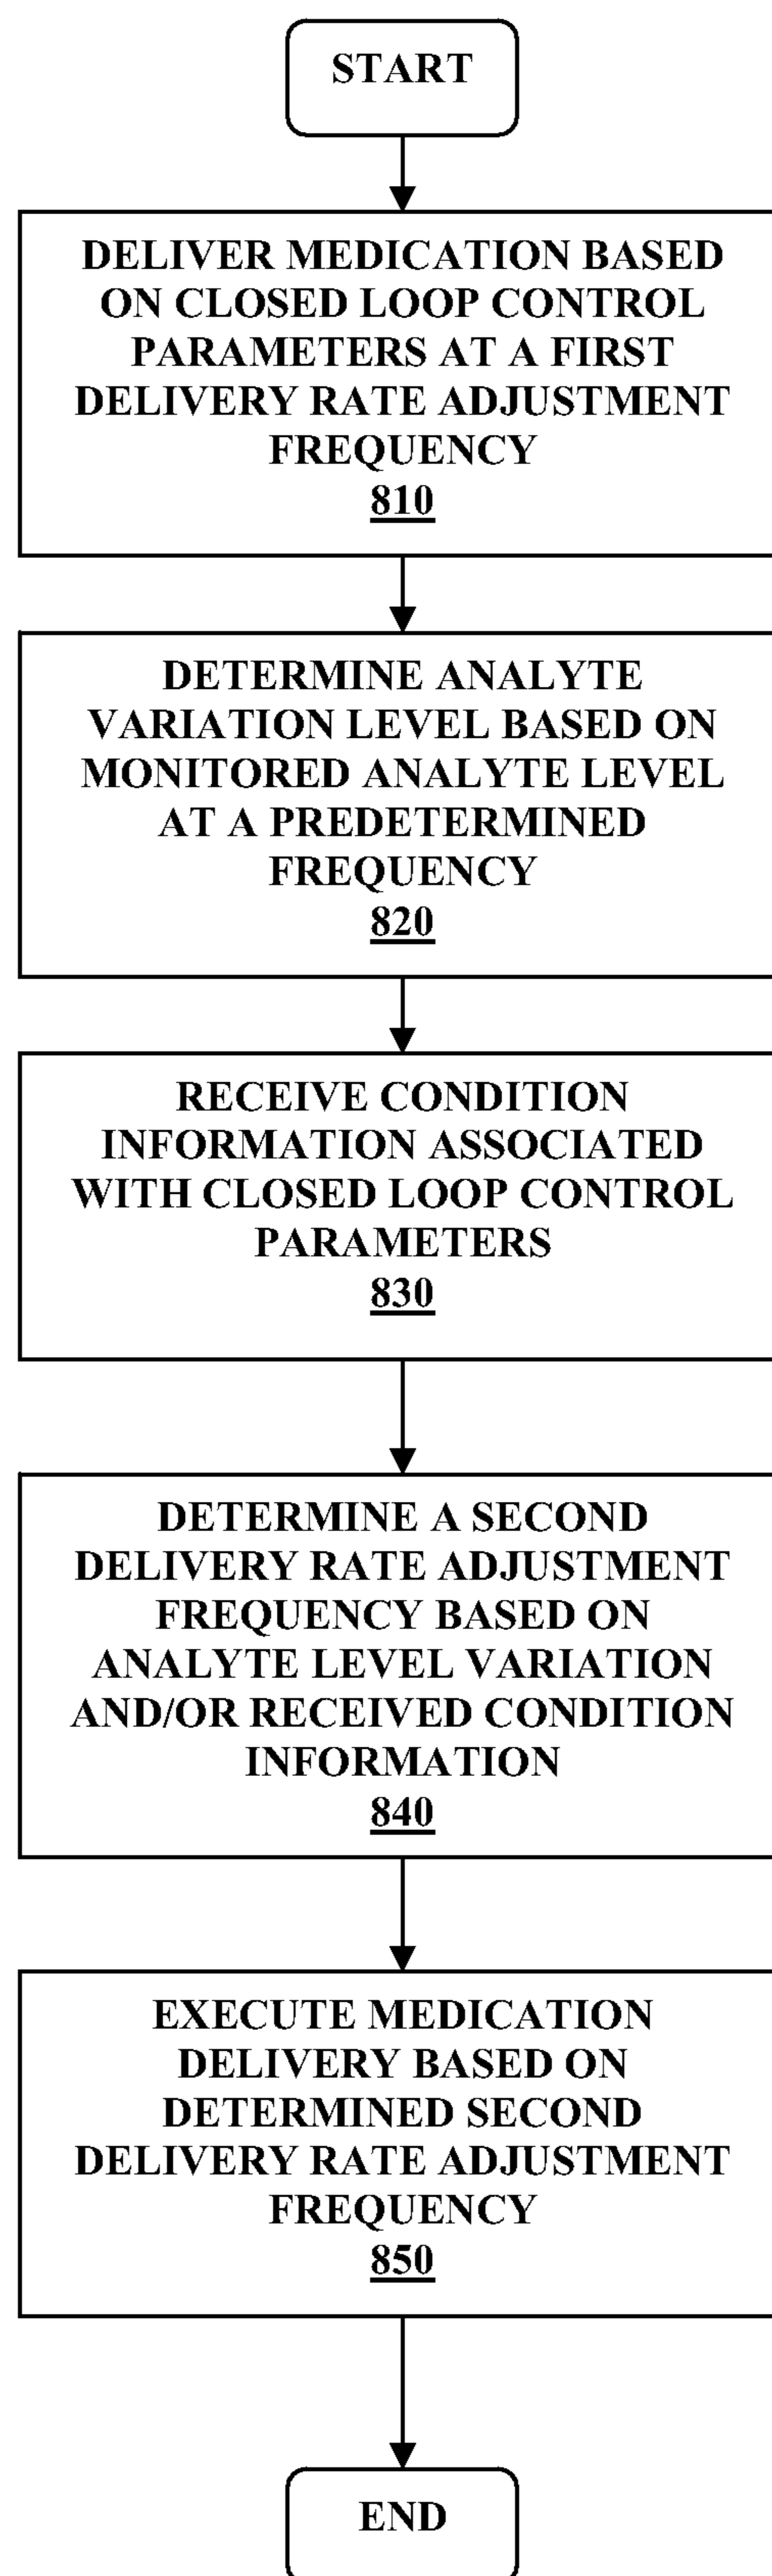 START
DELIVER MEDICATION BASED
ON CLOSED LOOP CONTROL
PARAMETERS AT A FIRST
DELIVERY RATE ADJUSTMENT
FREQUENCY
810
DETERMINE ANALYTE
VARIATION LEVEL BASED ON
MONITORED ANALYTE LEVEL
AT A PREDETERMINED
FREQUENCY
820
RECEIVE CONDITION
INFORMATION ASSOCIATED
WITH CLOSED LOOP CONTROL
PARAMETERS
830
DETERMINE A SECOND
DELIVERY RATE ADJUSTMENT
FREQUENCY BASED ON
ANALYTE LEVEL VARIATION
AND/OR RECEIVED CONDITION
INFORMATION
840
EXECUTE MEDICATION
DELIVERY BASED ON
DETERMINED SECOND
DELIVERY RATE ADJUSTMENT
FREQUENCY
850
END